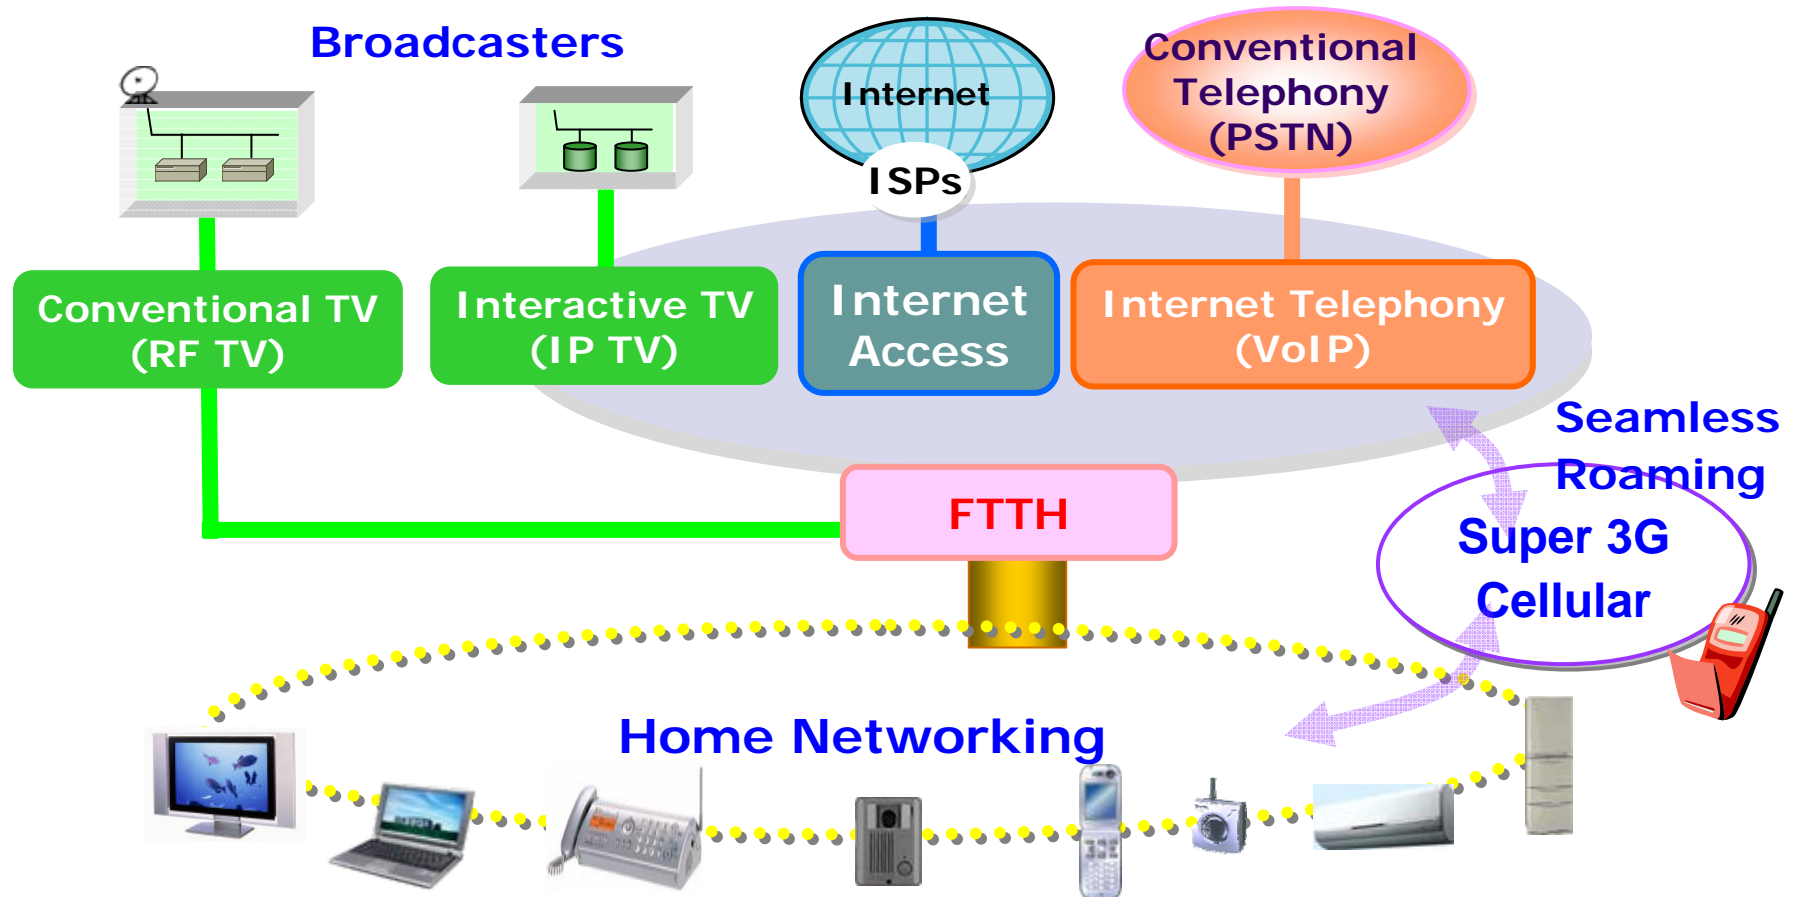 Broadcasters
Internet
ISPs
Conventional
Telephony
(PSTN)
Conventional TV
(RF TV)
Interactive TV
(IP TV)
Internet
Access
Internet Telephony
(VoIP)
Seamless
Roaming
FTTH
Super 3G
Cellular
Home Networking